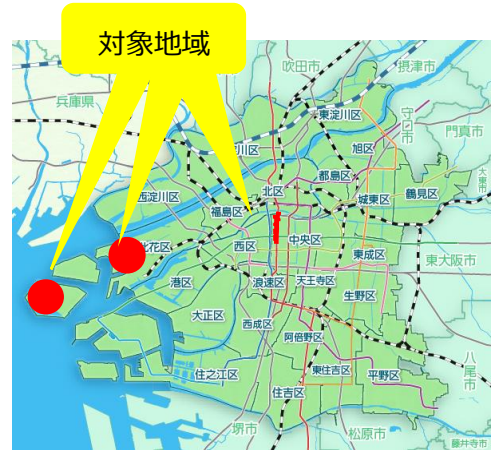 対象地域
吹田市
摂津市
兵庫県
守口市
東淀川区
門真市
川区
旭区
大東市
都島区
北区
鶴見区
西淀川区
城東区
福島区
此花区
西区
中央区
東成区
東大阪市
港区
浪速区
天王寺区
生野区
大正区
西成区
阿倍野区
八尾市
住之江区
東住吉区
平野区
住吉区
堺市
松原市
藤井寺市